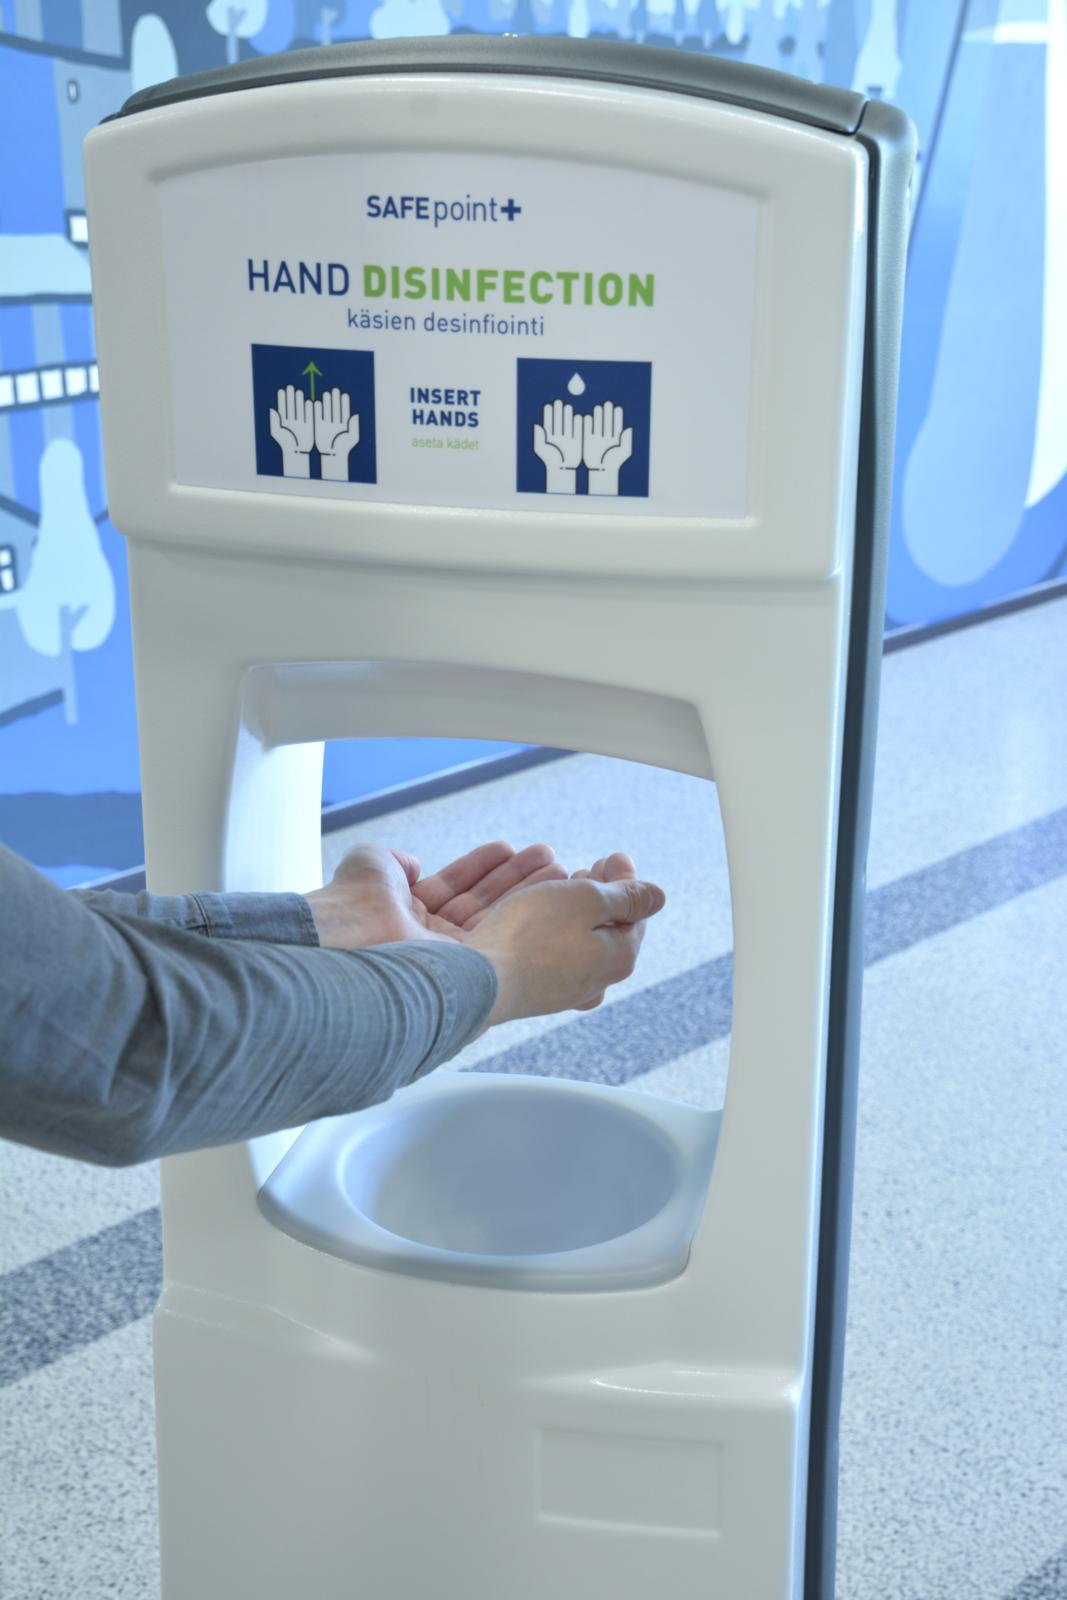 SAFEpoint+
HAND DISINFECTION
käsien desinfiointi
INSERT
HANDS
aseta kädet